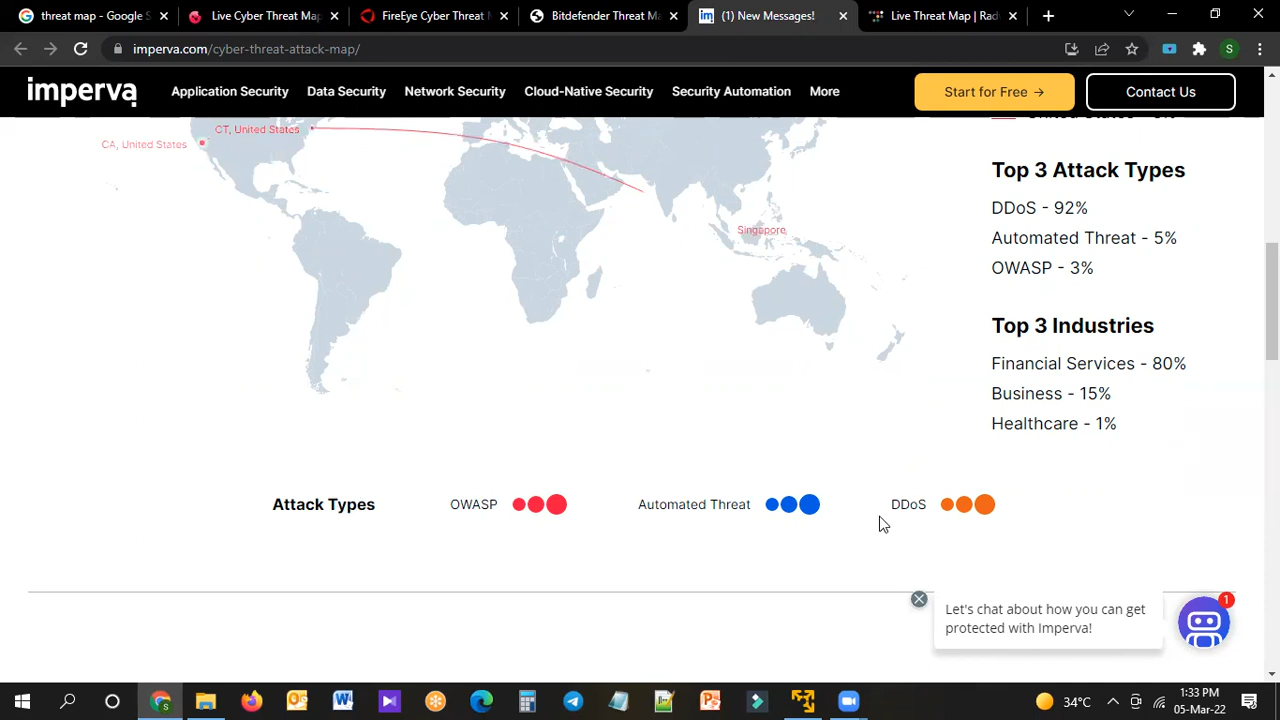 threat map - Google S
Live Cyber Threat Map
FireEye Cyber Threat M
Bitdefender Threat Ma
im (1) New Messages!
Live Threat Map | Rad
imperva.com/cyber-threat-attack-map/
S
imperva
Application Security
Data Security
Network Security
Cloud-Native Security
Security Automation
More
Start for Free →
Contact Us
CT, United States
CA, United States
Singapore
Top 3 Attack Types
DDoS - 92%
Automated Threat - 5%
OWASP - 3%
Top 3 Industries
Financial Services - 80%
Business - 15%
Healthcare - 1%
Attack Types
OWASP
Automated Threat
DDoS
Let's chat about how you can get
protected with Imperva!
1
34°C
1:33 PM
05-Mar-22